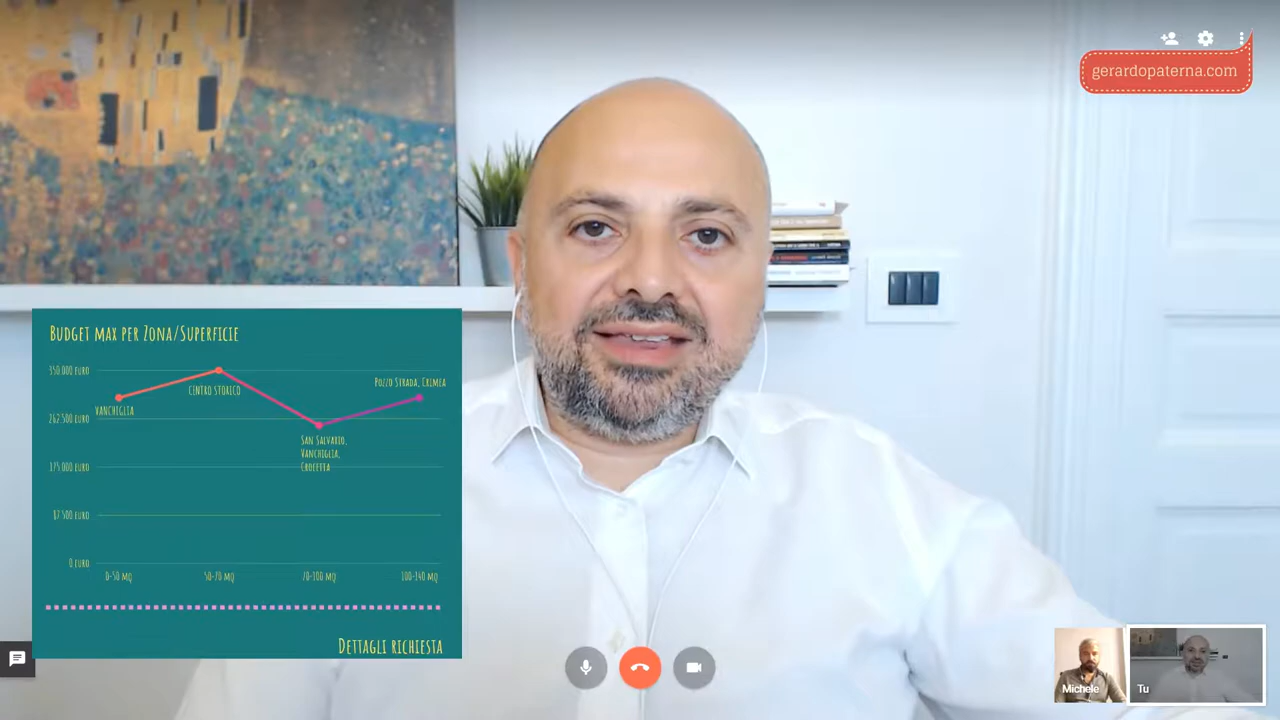 gerardopaterna.com
Budget max per Zona/Superficie
350.000 euro
Pozzo Strada, Crimea
Centro storico
Vanchiglia
262.500 euro
San Salvario,
Vanchiglia,
Crocetta
175.000 euro
87.500 euro
0 euro
0-50 mq
50-70 mq
70-100 mq
100-140 mq
Dettagli richiesta
Michele
Tu